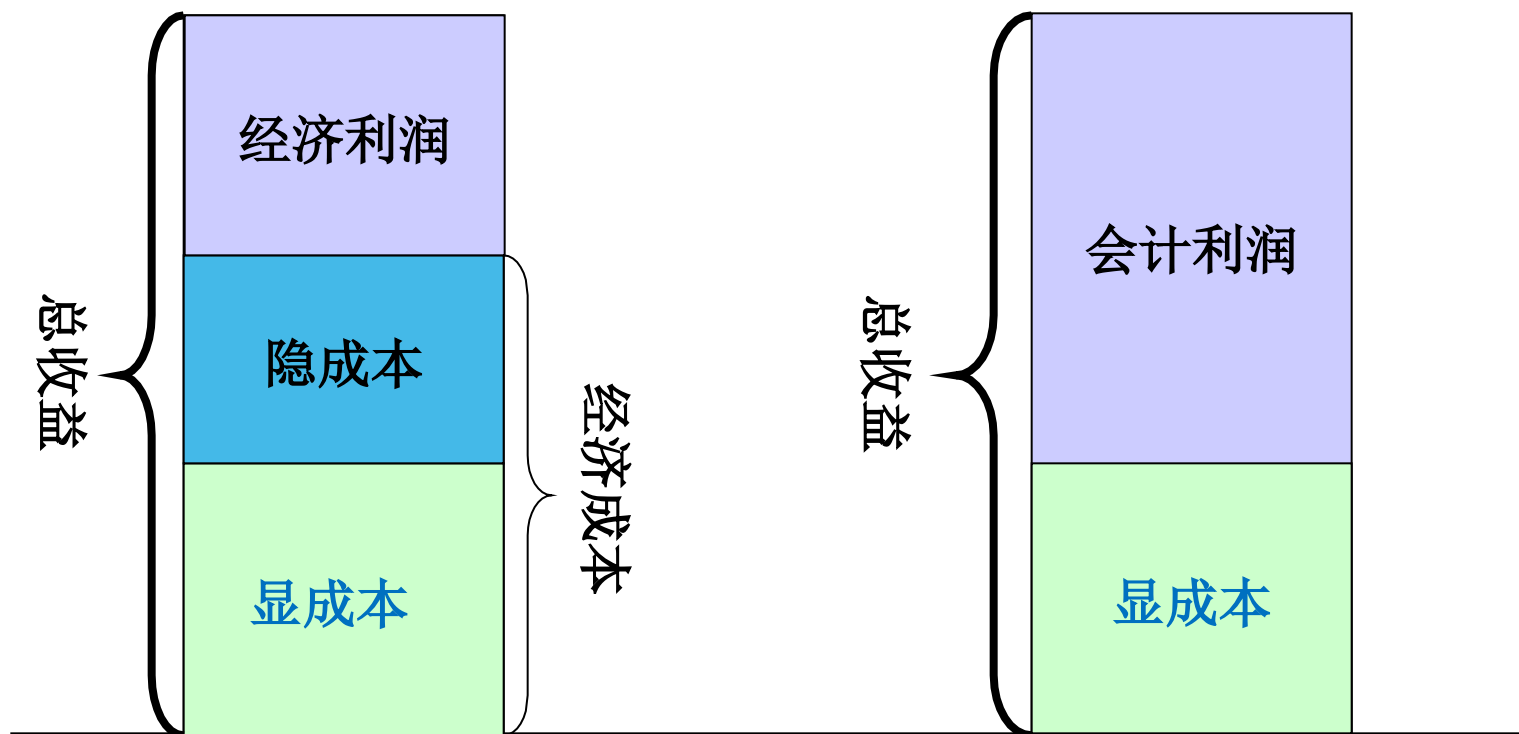 经济利润
隐成本
显成本
总收益
经济成本
会计利润
显成本
总收益